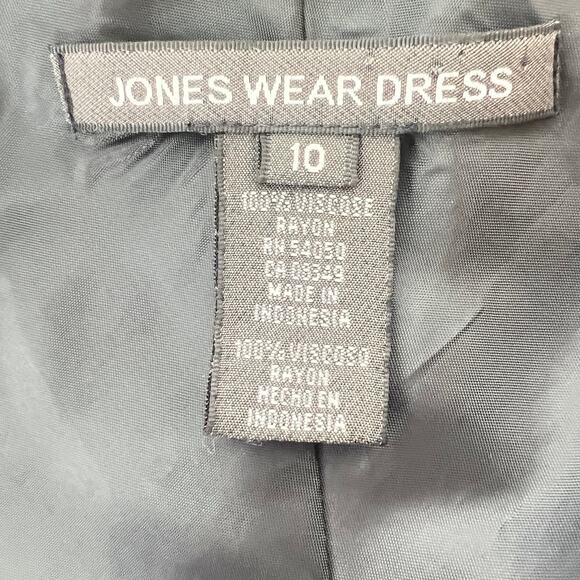 JONES WEAR DRESS
10
100% VISCOSE
RAYON
RN 54050
CA 09349
MADE IN
INDONESIA
100% VISCOSO
RAYON
HECHO EN
INDONESIA